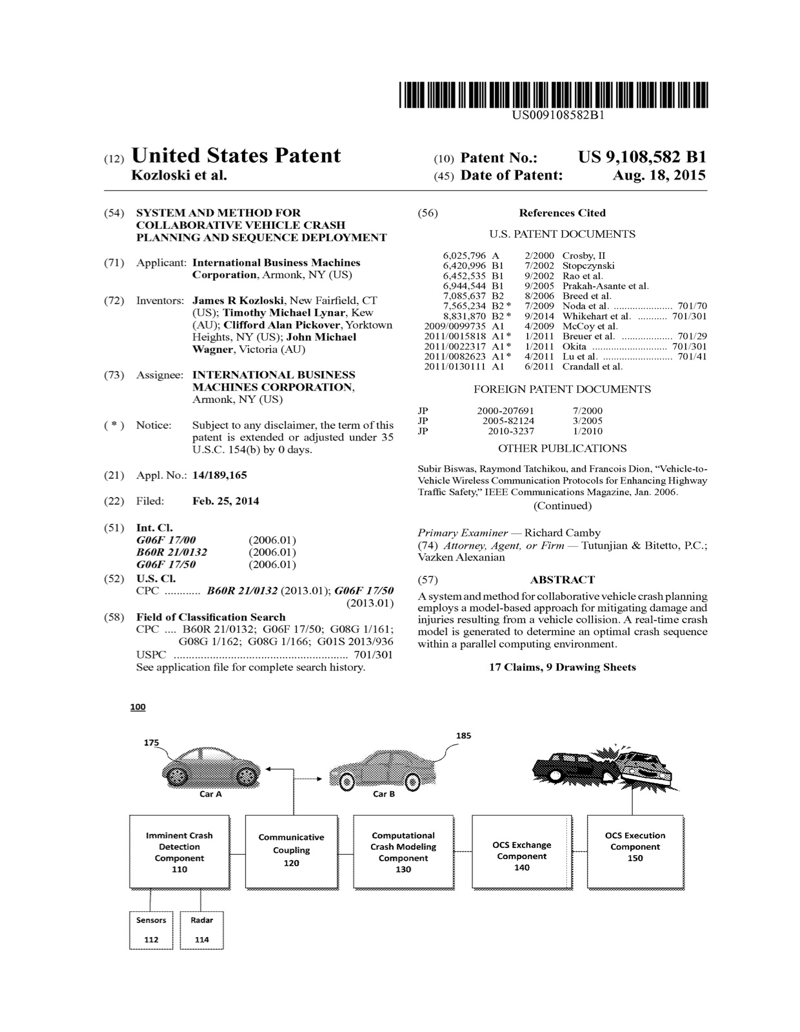 US009108582B1
(12) United States Patent
Kozloski et al.
(10) Patent No.: US 9,108,582 B1
(45) Date of Patent: Aug. 18, 2015
(54) SYSTEM AND METHOD FOR
COLLABORATIVE VEHICLE CRASH
PLANNING AND SEQUENCE DEPLOYMENT
(71) Applicant: International Business Machines
Corporation, Armonk, NY (US)
(72) Inventors: James R Kozloski, New Fairfield, CT
(US); Timothy Michael Lynar, Kew
(AU); Clifford Alan Pickover, Yorktown
Heights, NY (US); John Michael
Wagner, Victoria (AU)
(73) Assignee: INTERNATIONAL BUSINESS
MACHINES CORPORATION,
Armonk, NY (US)
( * ) Notice: Subject to any disclaimer, the term of this
patent is extended or adjusted under 35
U.S.C. 154(b) by 0 days.
(21) Appl. No.: 14/189,165
(22) Filed: Feb. 25, 2014
(51) Int. Cl.
G06F 17/00 (2006.01)
B60R 21/0132 (2006.01)
G06F 17/50 (2006.01)
(52) U.S. Cl.
CPC ............ B60R 21/0132 (2013.01); G06F 17/50
(2013.01)
(58) Field of Classification Search
CPC .... B60R 21/0132; G06F 17/50; G08G 1/161;
G08G 1/162; G08G 1/166; G01S 2013/936
USPC .......................................................... 701/301
See application file for complete search history.
(56) References Cited
U.S. PATENT DOCUMENTS
6,025,796 A 2/2000 Crosby, II
6,420,996 B1 7/2002 Stopczynski
6,452,535 B1 9/2002 Rao et al.
6,944,544 B1 9/2005 Prakah-Asante et al.
7,085,637 B2 8/2006 Breed et al.
7,565,234 B2 * 7/2009 Noda et al. ...................... 701/70
8,831,870 B2 * 9/2014 Whikehart et al. ........... 701/301
2009/0099735 A1 4/2009 McCoy et al.
2011/0015818 A1 * 1/2011 Breuer et al. ................... 701/29
2011/0022317 A1 * 1/2011 Okita ............................ 701/301
2011/0082623 A1 * 4/2011 Lu et al. .......................... 701/41
2011/0130111 A1 6/2011 Crandall et al.
FOREIGN PATENT DOCUMENTS
JP 2000-207691 7/2000
JP 2005-82124 3/2005
JP 2010-3237 1/2010
OTHER PUBLICATIONS
Subir Biswas, Raymond Tatchikou, and Francois Dion, “Vehicle-to-
Vehicle Wireless Communication Protocols for Enhancing Highway
Traffic Safety,” IEEE Communications Magazine, Jan. 2006.
(Continued)
Primary Examiner — Richard Camby
(74) Attorney, Agent, or Firm — Tutunjian & Bitetto, P.C.;
Vazken Alexanian
(57) ABSTRACT
A system and method for collaborative vehicle crash planning
employs a model-based approach for mitigating damage and
injuries resulting from a vehicle collision. A real-time crash
model is generated to determine an optimal crash sequence
within a parallel computing environment.
17 Claims, 9 Drawing Sheets
100
175
185
Car A
Car B
Imminent Crash
Detection
Component
110
Communicative
Coupling
120
Computational
Crash Modeling
Component
130
OCS Exchange
Component
140
OCS Execution
Component
150
Sensors
112
Radar
114